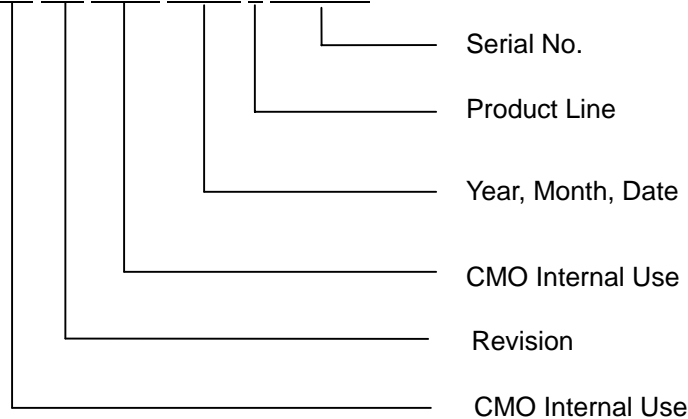 Serial No.
Product Line
Year, Month, Date
CMO Internal Use
Revision
CMO Internal Use